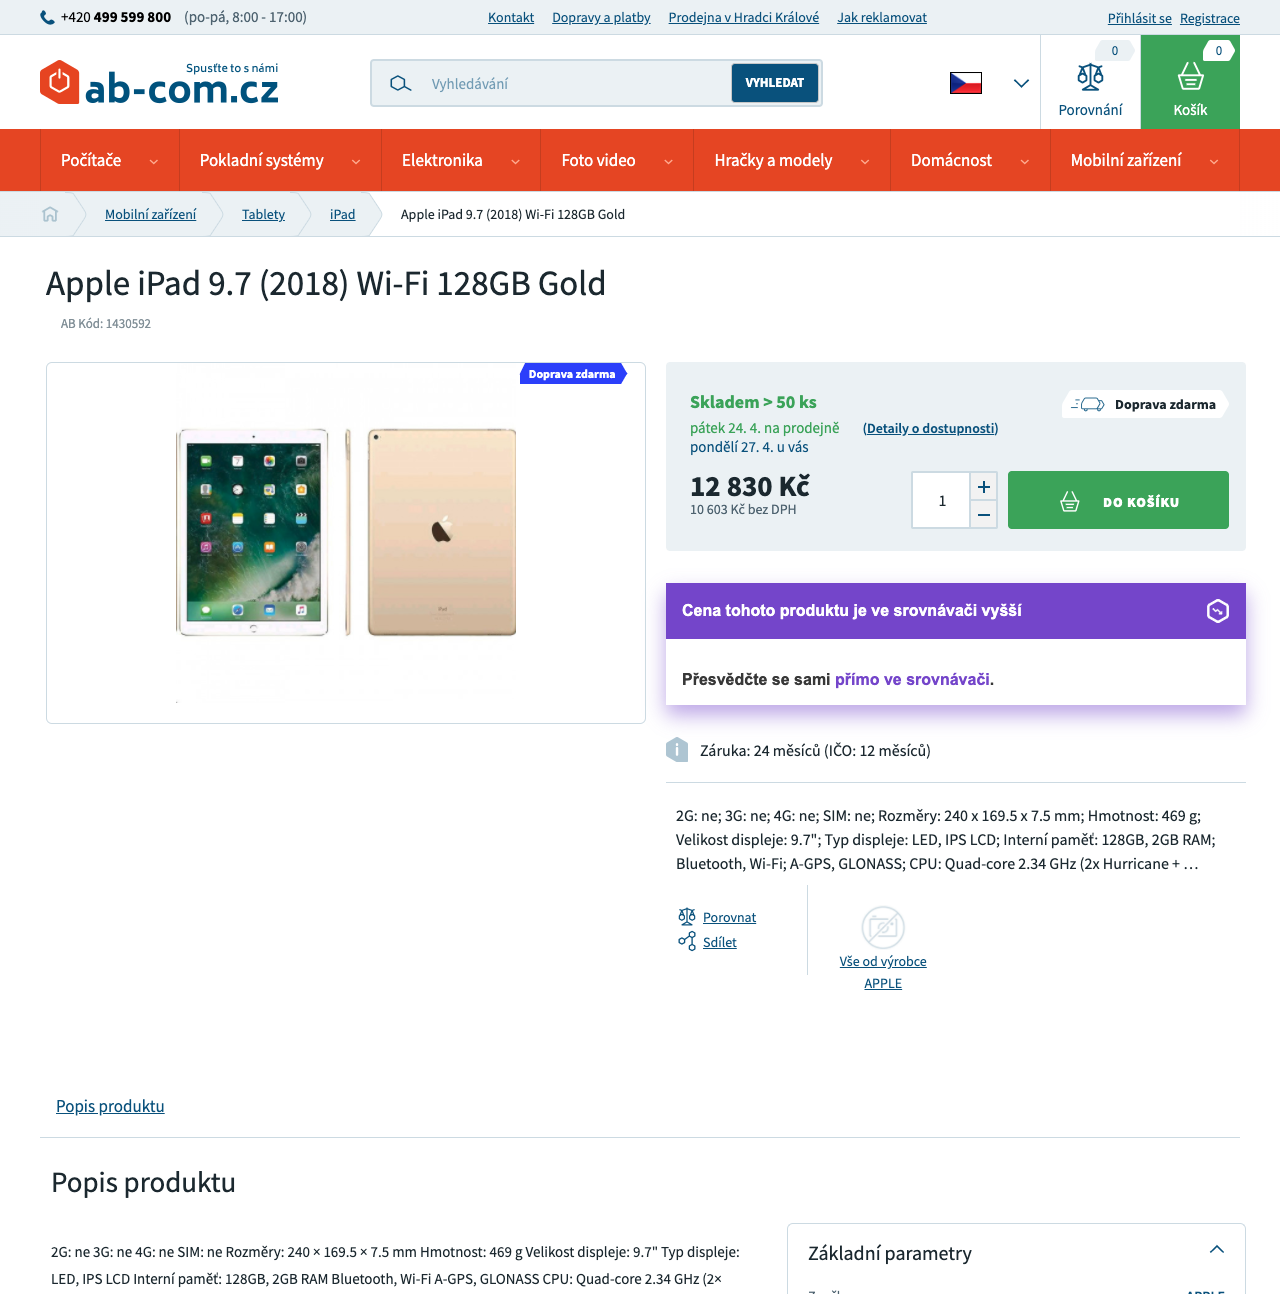 +420 499 599 800 (po-pá, 8:00 - 17:00) Kontakt Dopravy a platby Prodejna v Hradci Králové Jak reklamovat Přihlásit se Registrace
Spusťte to s námi
ab-com.cz
Vyhledávání VYHLEDAT
0
Porovnání
0
Košík
Počítače Pokladní systémy Elektronika Foto video Hračky a modely Domácnost Mobilní zařízení
Mobilní zařízení Tablety iPad Apple iPad 9.7 (2018) Wi-Fi 128GB Gold
Apple iPad 9.7 (2018) Wi-Fi 128GB Gold
AB Kód: 1430592
Doprava zdarma
Skladem > 50 ks
Doprava zdarma
pátek 24. 4. na prodejně (Detaily o dostupnosti)
pondělí 27. 4. u vás
12 830 Kč
10 603 Kč bez DPH
1
DO KOŠÍKU
Cena tohoto produktu je ve srovnávači vyšší
Přesvědčte se sami přímo ve srovnávači.
Záruka: 24 měsíců (IČO: 12 měsíců)
2G: ne; 3G: ne; 4G: ne; SIM: ne; Rozměry: 240 x 169.5 x 7.5 mm; Hmotnost: 469 g;
Velikost displeje: 9.7"; Typ displeje: LED, IPS LCD; Interní paměť: 128GB, 2GB RAM;
Bluetooth, Wi-Fi; A-GPS, GLONASS; CPU: Quad-core 2.34 GHz (2x Hurricane + …
Porovnat
Sdílet
Vše od výrobce
APPLE
Popis produktu
Popis produktu
2G: ne 3G: ne 4G: ne SIM: ne Rozměry: 240 × 169.5 × 7.5 mm Hmotnost: 469 g Velikost displeje: 9.7" Typ displeje:
LED, IPS LCD Interní paměť: 128GB, 2GB RAM Bluetooth, Wi-Fi A-GPS, GLONASS CPU: Quad-core 2.34 GHz (2×
Základní parametry